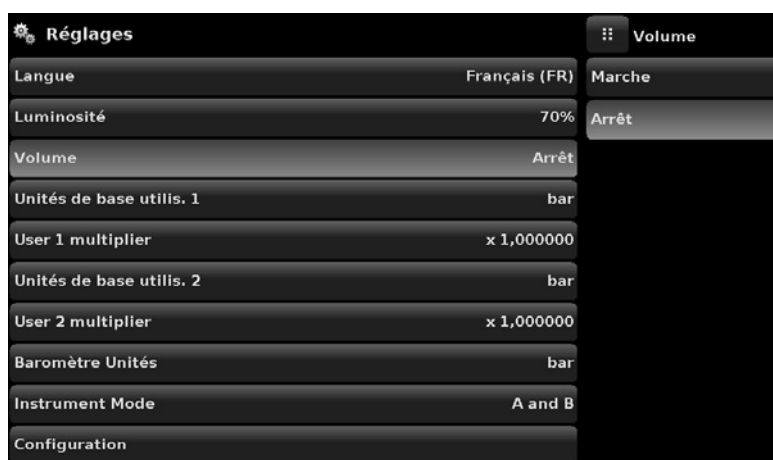 Réglages
Langue Français (FR)
Luminosité 70%
Volume Arrêt
Unités de base utilis. 1 bar
User 1 multiplier x 1,000000
Unités de base utilis. 2 bar
User 2 multiplier x 1,000000
Baromètre Unités bar
Instrument Mode A and B
Configuration
Volume
Marche
Arrêt